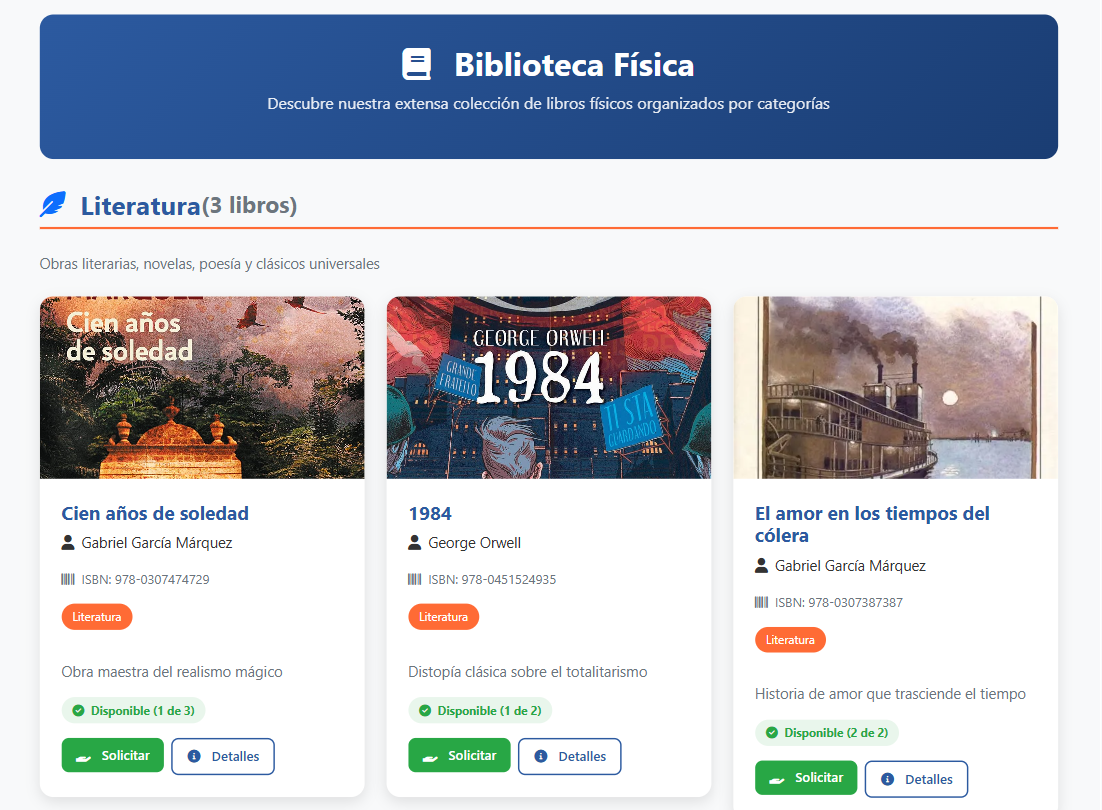 Biblioteca Física
Descubre nuestra extensa colección de libros físicos organizados por categorías
Literatura(3 libros)
Obras literarias, novelas, poesía y clásicos universales
Cien años
de soledad
Cien años de soledad
Gabriel García Márquez
ISBN: 978-0307474729
Literatura
Obra maestra del realismo mágico
Disponible (1 de 3)
Solicitar
Detalles
GEORGE ORWELL
1984
GRANDE
FRATELLO
TI STA
GUARDANDO
1984
George Orwell
ISBN: 978-0451524935
Literatura
Distopía clásica sobre el totalitarismo
Disponible (1 de 2)
Solicitar
Detalles
El amor en los tiempos del
cólera
Gabriel García Márquez
ISBN: 978-0307387387
Literatura
Historia de amor que trasciende el tiempo
Disponible (2 de 2)
Solicitar
Detalles